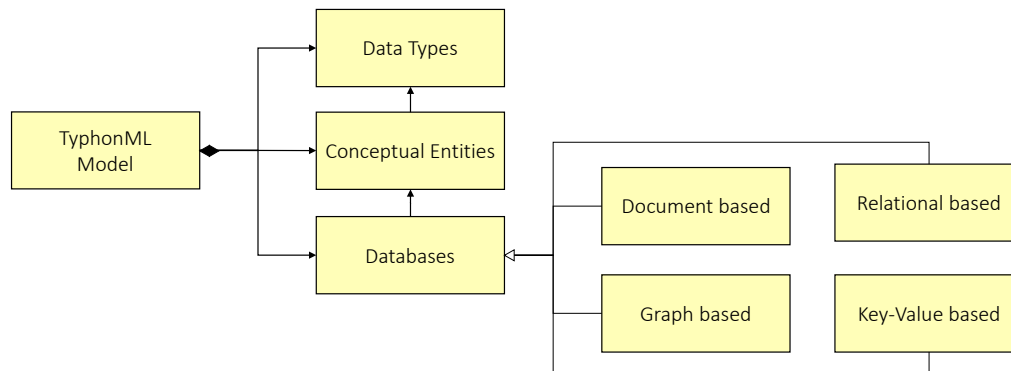 Data Types
TyphonML
Model
Conceptual Entities
Document based
Relational based
Databases
Graph based
Key-Value based